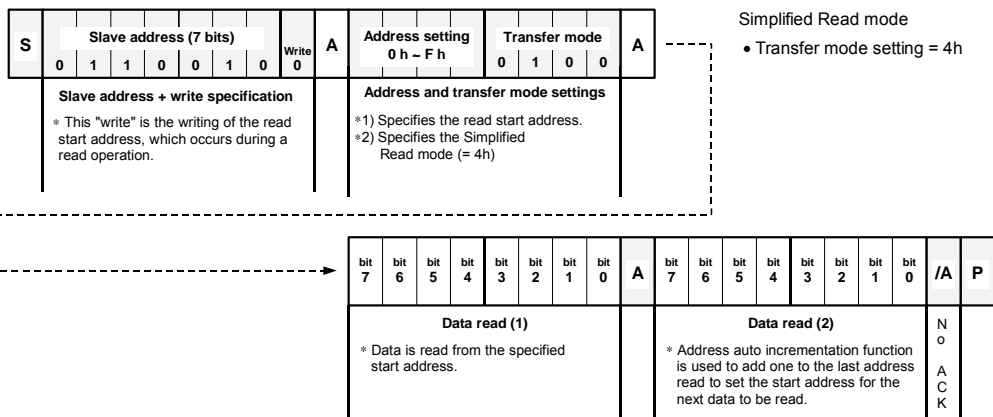 Simplified Read mode
• Transfer mode setting = 4h
S
Slave address (7 bits)
0 1 1 0 0 1 0
Write
0
A
Address setting
0 h ~ F h
Transfer mode
0 1 0 0
A
Slave address + write specification
* This "write" is the writing of the read
start address, which occurs during a
read operation.
Address and transfer mode settings
*1) Specifies the read start address.
*2) Specifies the Simplified
Read mode (= 4h)
bit bit bit bit bit bit bit bit
7 6 5 4 3 2 1 0
A
bit bit bit bit bit bit bit bit
7 6 5 4 3 2 1 0
/A
P
Data read (1)
* Data is read from the specified
start address.
Data read (2)
* Address auto incrementation function
is used to add one to the last address
read to set the start address for the
next data to be read.
N
o
A
C
K